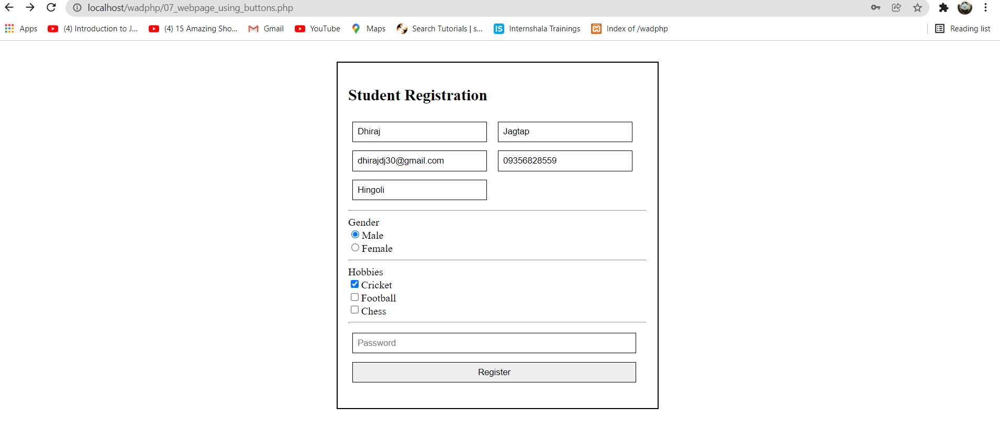 localhost/wadphp/07_webpage_using_buttons.php
Apps (4) Introduction to J... (4) 15 Amazing Sho... Gmail YouTube Maps Search Tutorials | s... IS Internshala Trainings Index of /wadphp Reading list
Student Registration
Dhiraj Jagtap
dhirajdj30@gmail.com 09356828559
Hingoli
Gender
Male
Female
Hobbies
Cricket
Football
Chess
Password
Register